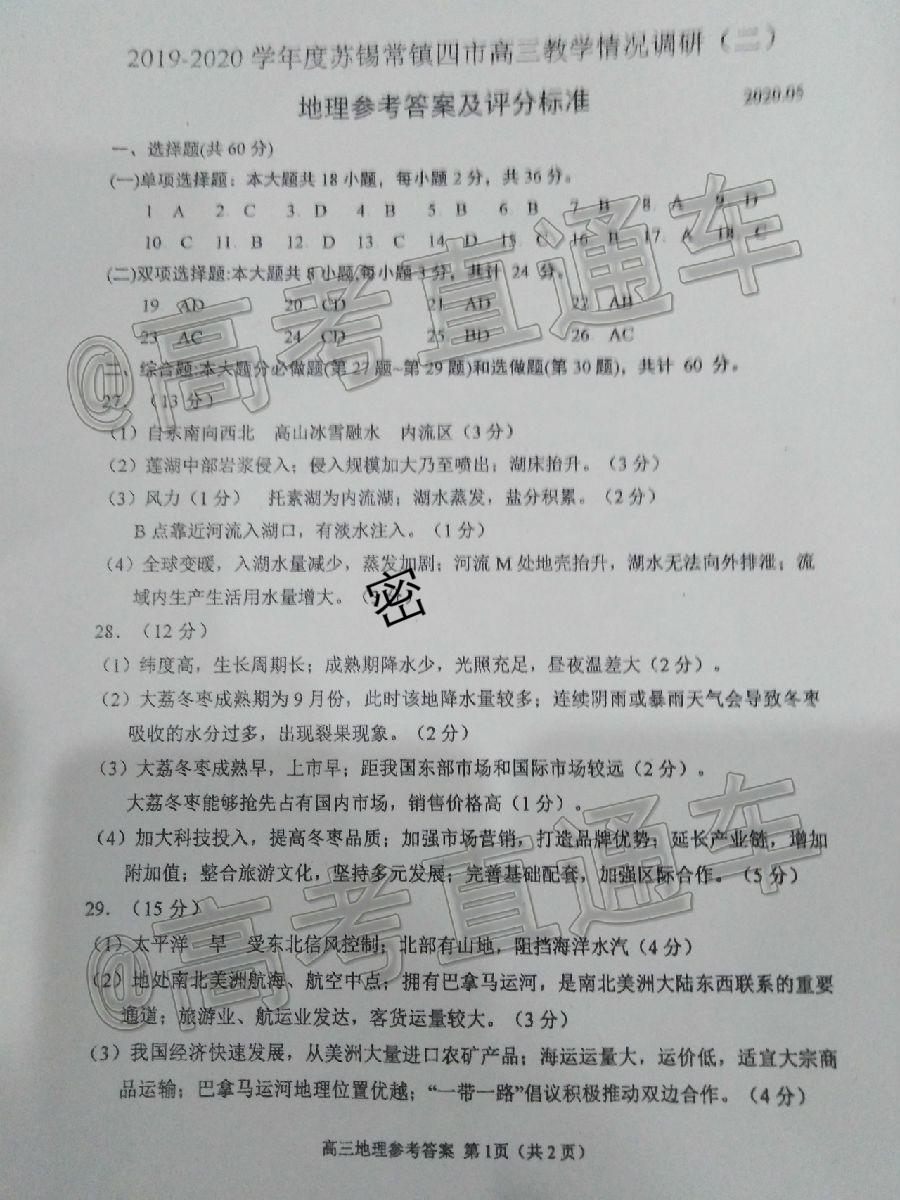 2019-2020 学年度苏锡常镇四市高三教学情况调研（二）
地理参考答案及评分标准 2020.05
一、选择题(共 60 分)
(一)单项选择题：本大题共 18 小题，每小题 2 分，共 36 分。
1 A 2 C 3 D 4 B 5 B 6 B 7 B 8 A 9 D
10 C 11 B 12 D 13 C 14 D 15 C 16 B 17 A 18 C
(二)双项选择题:本大题共 8 小题,每小题 3 分，共计 24 分。
19 AD 20 CD 21 AD 22 AB
23 AC 24 CD 25 BD 26 AC
二、综合题:本大题分必做题(第 27 题~第 29 题)和选做题(第 30 题)，共计 60 分。
27．（13 分）
（1）自东南向西北 高山冰雪融水 内流区（3 分）
（2）莲湖中部岩浆侵入；侵入规模加大乃至喷出；湖床抬升。（3 分）
（3）风力（1 分） 托素湖为内流湖；湖水蒸发，盐分积累。（2 分）
B 点靠近河流入湖口，有淡水注入。（1 分）
（4）全球变暖，入湖水量减少，蒸发加剧；河流 M 处地壳抬升，湖水无法向外排泄；流
域内生产生活用水量增大。
密
28．（12 分）
（1）纬度高，生长周期长；成熟期降水少，光照充足，昼夜温差大（2 分）。
（2）大荔冬枣成熟期为 9 月份，此时该地降水量较多；连续阴雨或暴雨天气会导致冬枣
吸收的水分过多，出现裂果现象。（2 分）
（3）大荔冬枣成熟早，上市早；距我国东部市场和国际市场较远（2 分）。
大荔冬枣能够抢先占有国内市场，销售价格高（1 分）。
（4）加大科技投入，提高冬枣品质；加强市场营销，打造品牌优势；延长产业链，增加
附加值；整合旅游文化，坚持多元发展；完善基础配套，加强区际合作。（5 分）
29．（15 分）
（1）太平洋 旱 受东北信风控制；北部有山地，阻挡海洋水汽（4 分）
（2）地处南北美洲航海、航空中点；拥有巴拿马运河，是南北美洲大陆东西联系的重要
通道；旅游业、航运业发达，客货运量较大。（3 分）
（3）我国经济快速发展，从美洲大量进口农矿产品；海运运量大，运价低，适宜大宗商
品运输；巴拿马运河地理位置优越；“一带一路”倡议积极推动双边合作。（4 分）
高三地理参考答案 第 1 页（共 2 页）
@高考直通车
@高考直通车